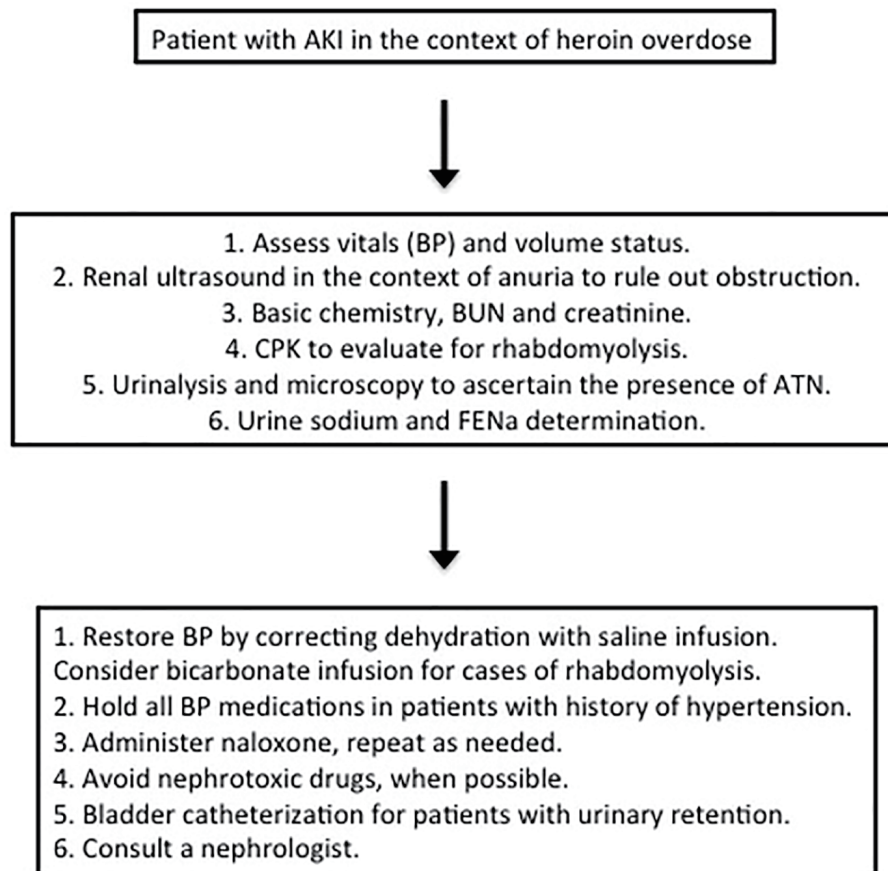 Patient with AKI in the context of heroin overdose
1. Assess vitals (BP) and volume status.
2. Renal ultrasound in the context of anuria to rule out obstruction.
3. Basic chemistry, BUN and creatinine.
4. CPK to evaluate for rhabdomyolysis.
5. Urinalysis and microscopy to ascertain the presence of ATN.
6. Urine sodium and FENa determination.
1. Restore BP by correcting dehydration with saline infusion.
Consider bicarbonate infusion for cases of rhabdomyolysis.
2. Hold all BP medications in patients with history of hypertension.
3. Administer naloxone, repeat as needed.
4. Avoid nephrotoxic drugs, when possible.
5. Bladder catheterization for patients with urinary retention.
6. Consult a nephrologist.